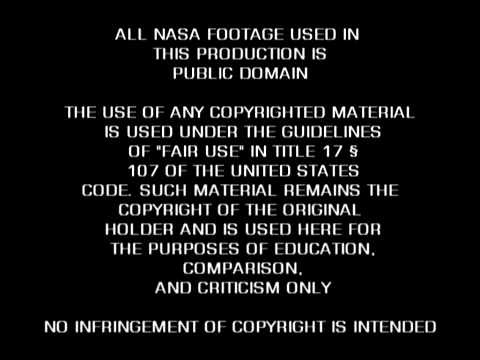 ALL NASA FOOTAGE USED IN
THIS PRODUCTION IS
PUBLIC DOMAIN
THE USE OF ANY COPYRIGHTED MATERIAL
IS USED UNDER THE GUIDELINES
OF "FAIR USE" IN TITLE 17 §
107 OF THE UNITED STATES
CODE. SUCH MATERIAL REMAINS THE
COPYRIGHT OF THE ORIGINAL
HOLDER AND IS USED HERE FOR
THE PURPOSES OF EDUCATION,
COMPARISON,
AND CRITICISM ONLY
NO INFRINGEMENT OF COPYRIGHT IS INTENDED